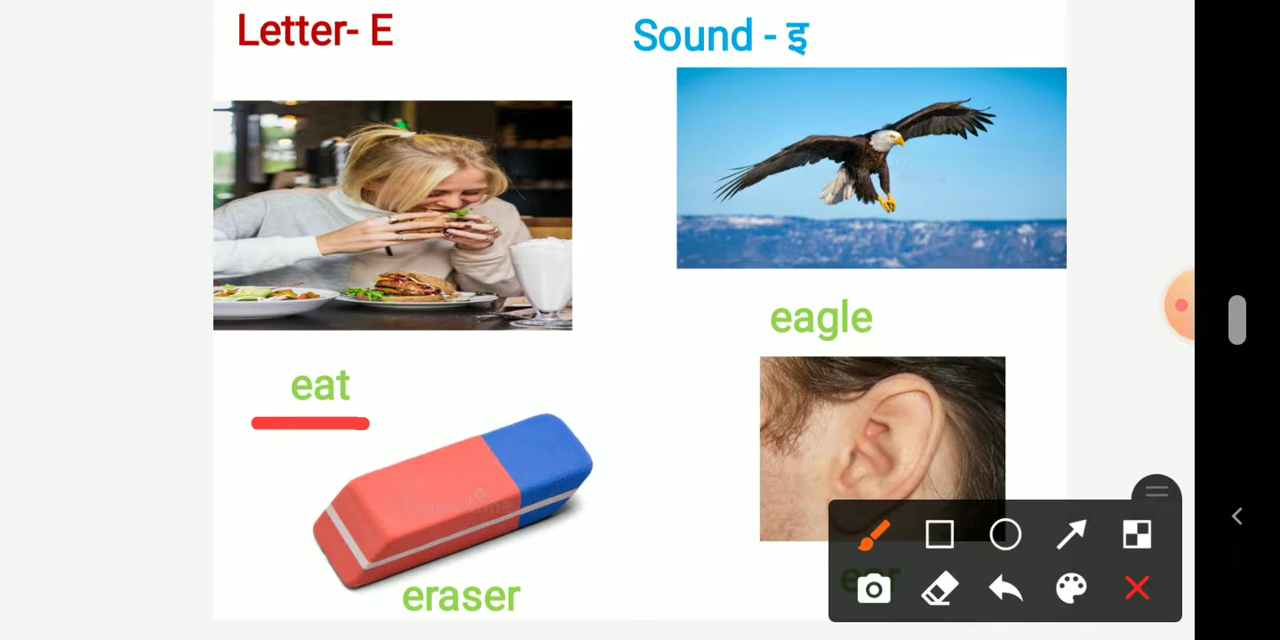 Letter- E
Sound - इ
eagle
eat
eraser